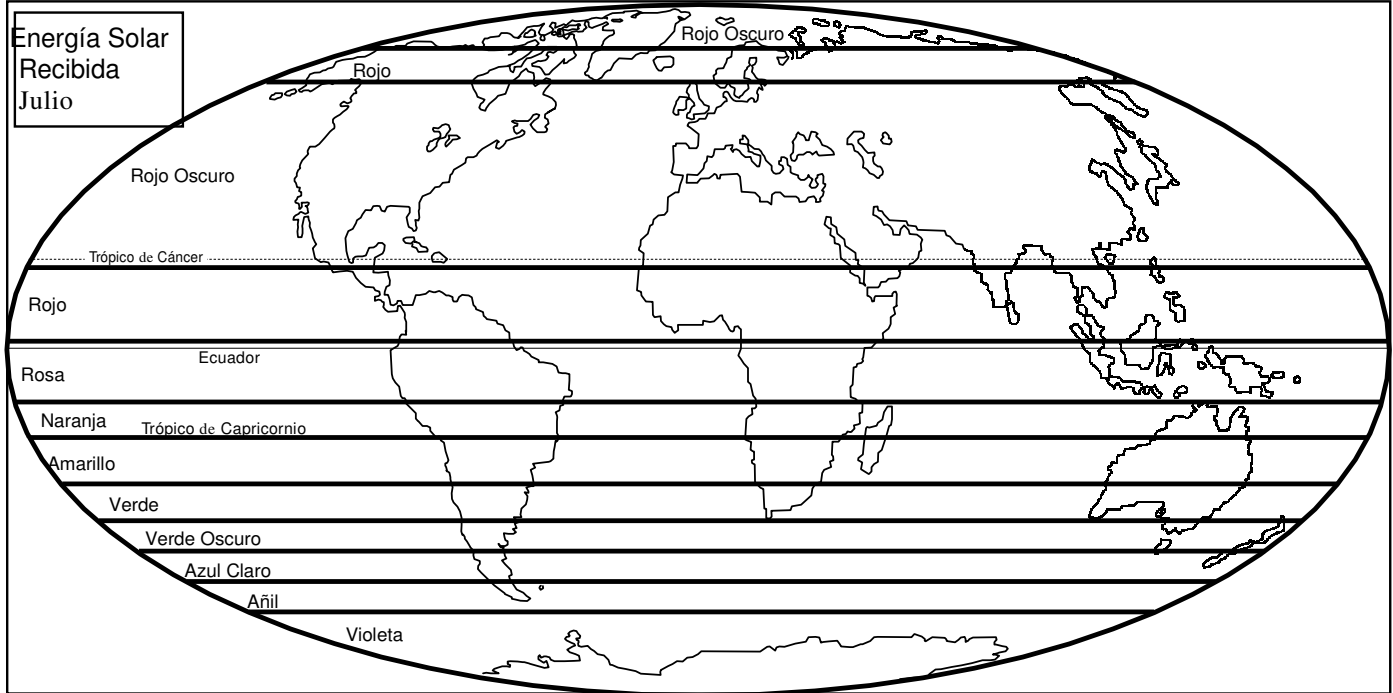 Energía Solar
Recibida
Julio
Rojo Oscuro
Rojo
Rojo Oscuro
Trópico de Cáncer
Rojo
Ecuador
Rosa
Naranja
Trópico de Capricornio
Amarillo
Verde
Verde Oscuro
Azul Claro
Añil
Violeta